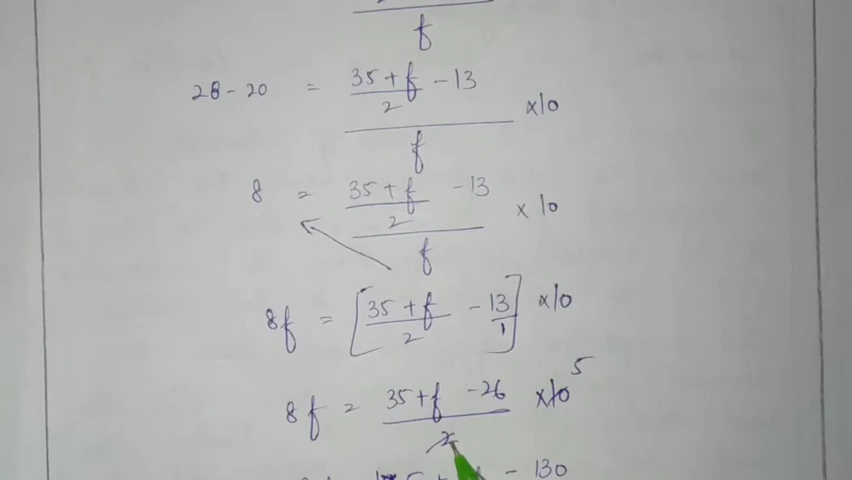 f
28 - 20 = 35 + f / 2 - 13 / f × 10
8 = 35 + f / 2 - 13 / f × 10
8f = [ 35 + f / 2 - 13 / 1 ] × 10
8f = 35 + f - 26 / 2 × 10 5
5 + - 130